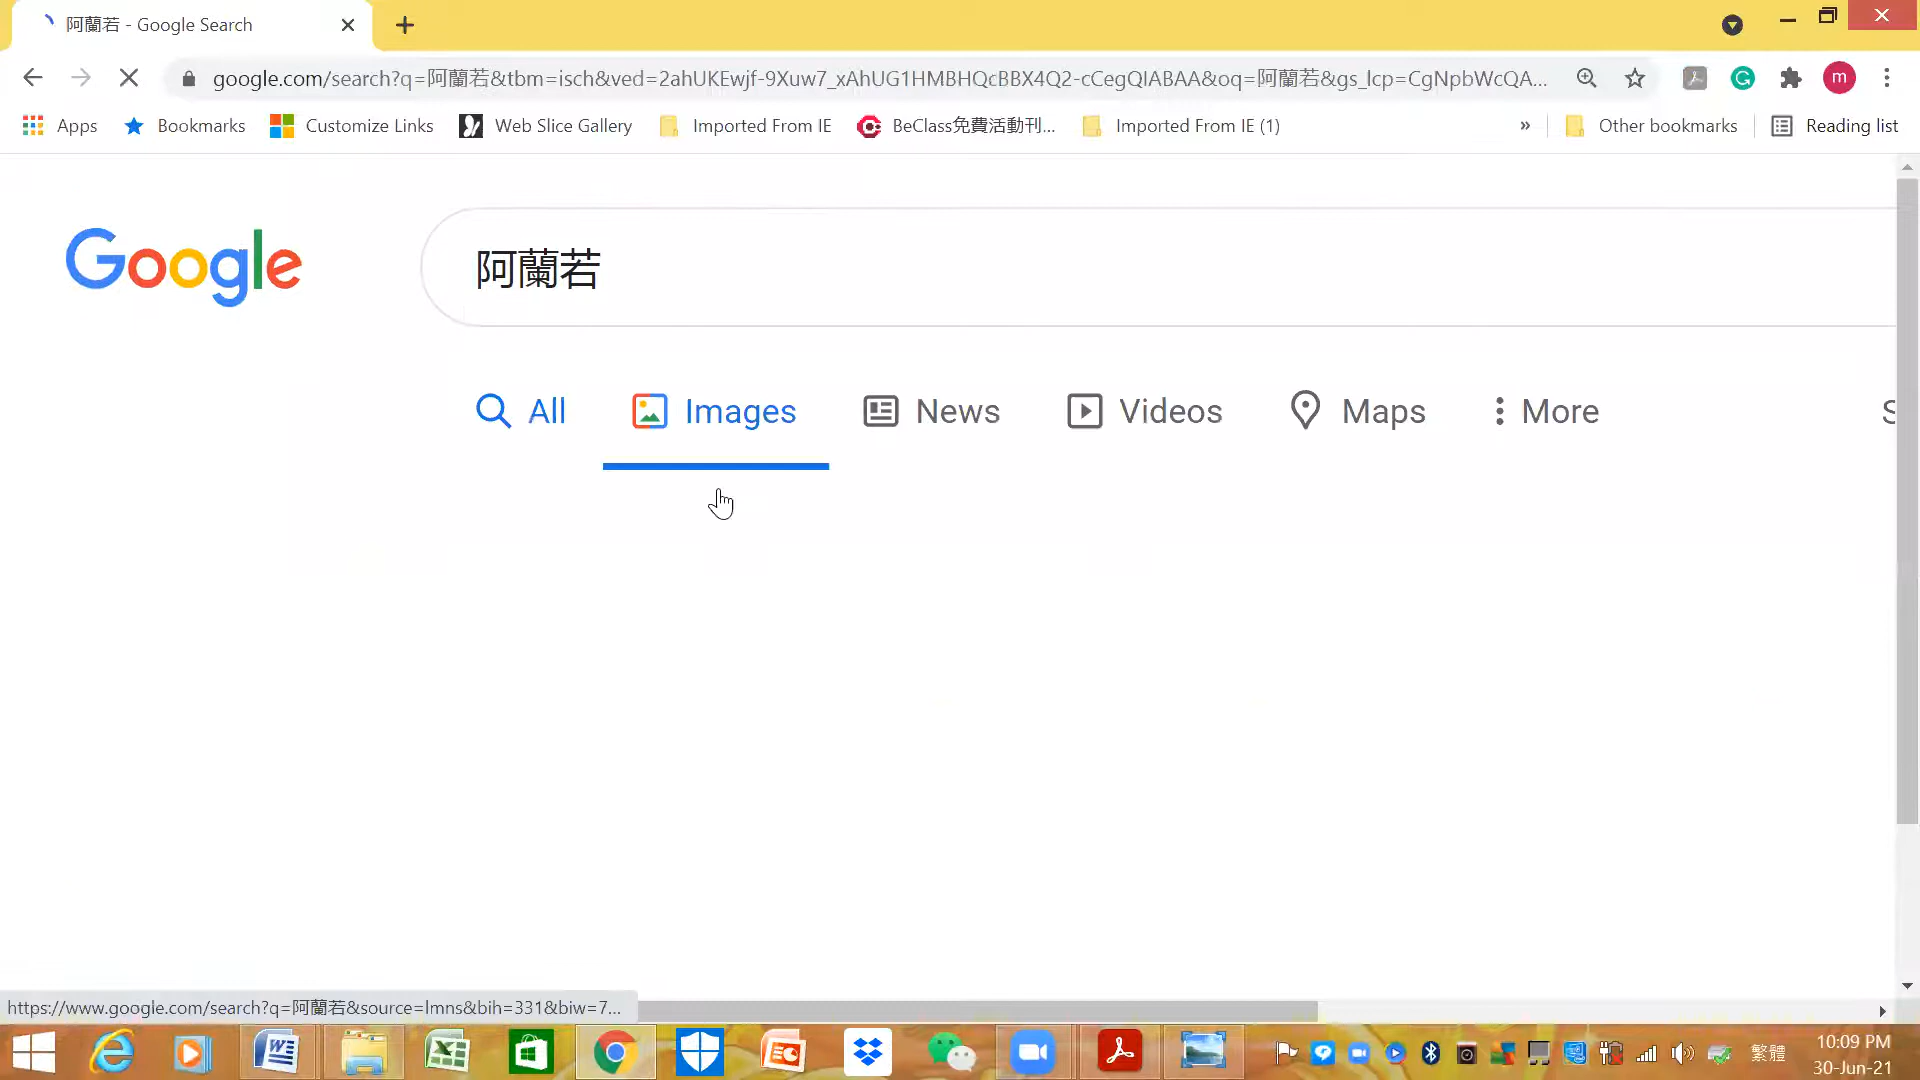 阿蘭若 - Google Search
google.com/search?q=阿蘭若&tbm=isch&ved=2ahUKEwjf-9Xuw7_xAhUG1HMBHQcBBX4Q2-cCegQIABAA&oq=阿蘭若&gs_lcp=CgNpbWcQA...
m
Apps
Bookmarks
Customize Links
Web Slice Gallery
Imported From IE
BeClass免費活動刊...
Imported From IE (1)
»
Other bookmarks
Reading list
Google
阿蘭若
All
Images
News
Videos
Maps
More
https://www.google.com/search?q=阿蘭若&source=lmns&bih=331&biw=7...
繁體
10:09 PM
30-Jun-21